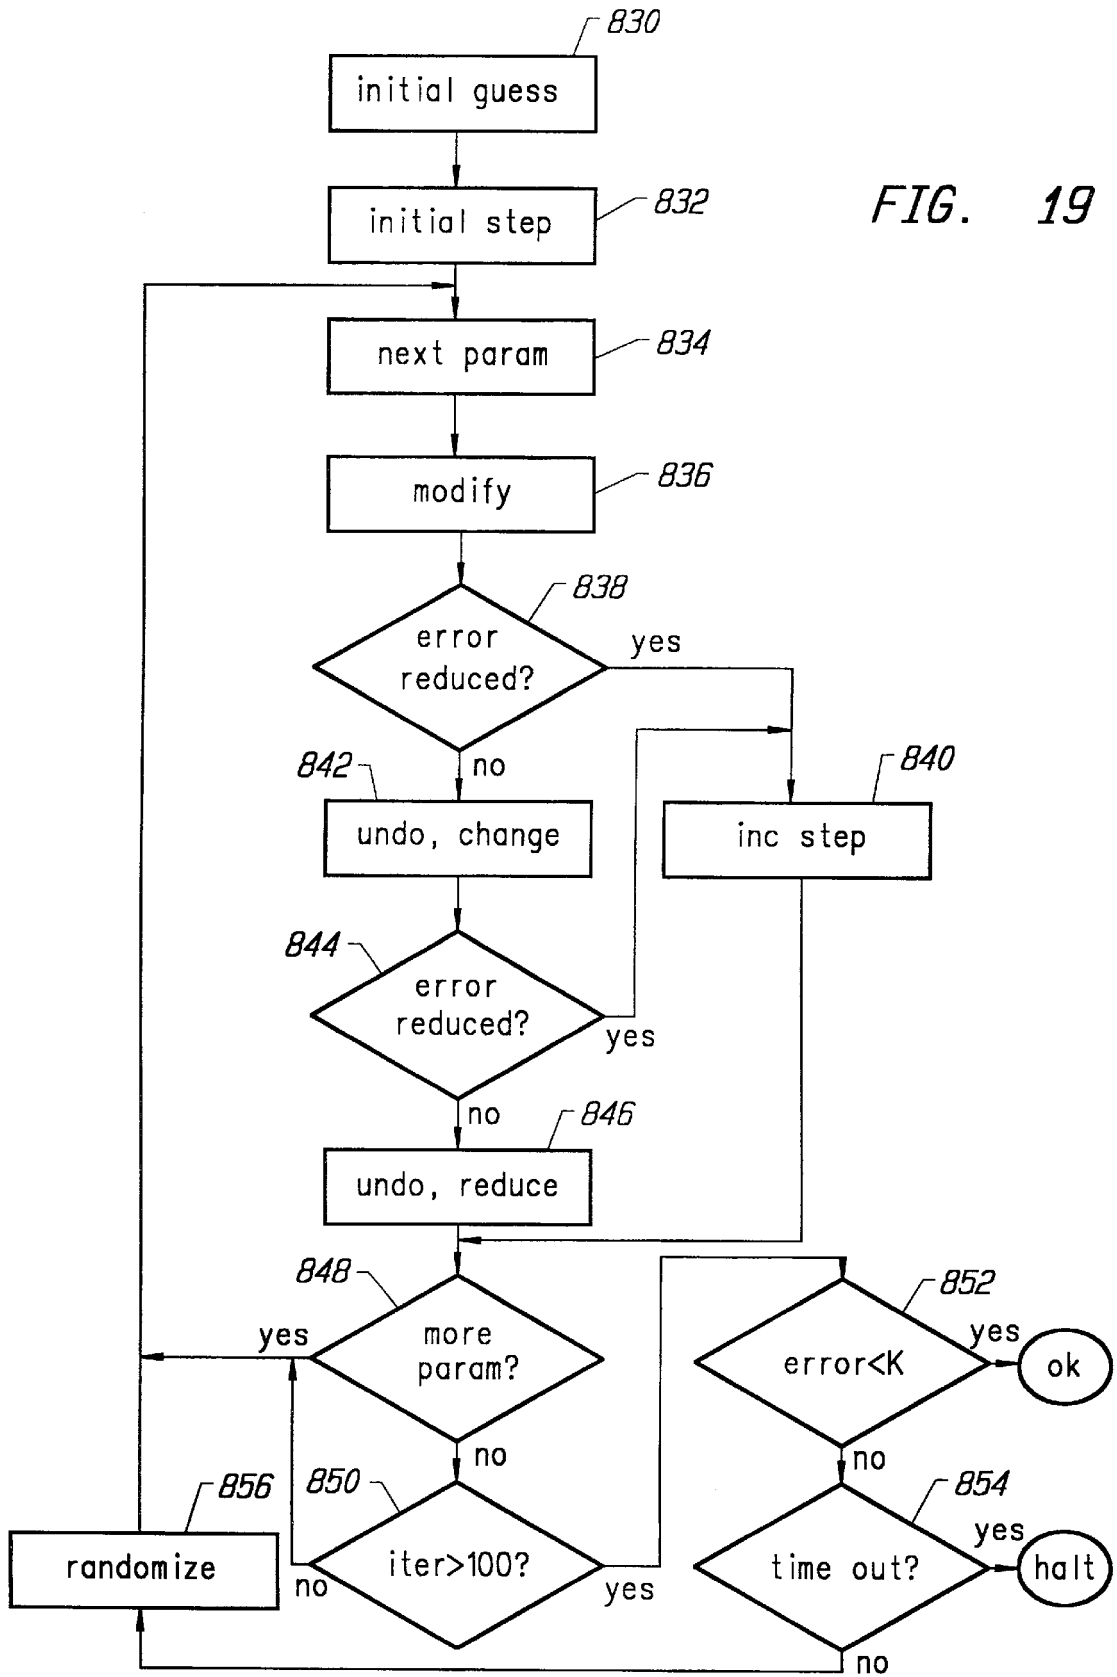 830
initial guess
832
initial step
FIG. 19
834
next param
836
modify
838
error
reduced?
yes
no
842
undo, change
840
inc step
844
error
reduced?
yes
no
846
undo, reduce
848
yes
more
param?
no
852
error<K
yes
ok
no
856
randomize
850
iter>100?
no
yes
854
time out?
yes
halt
no